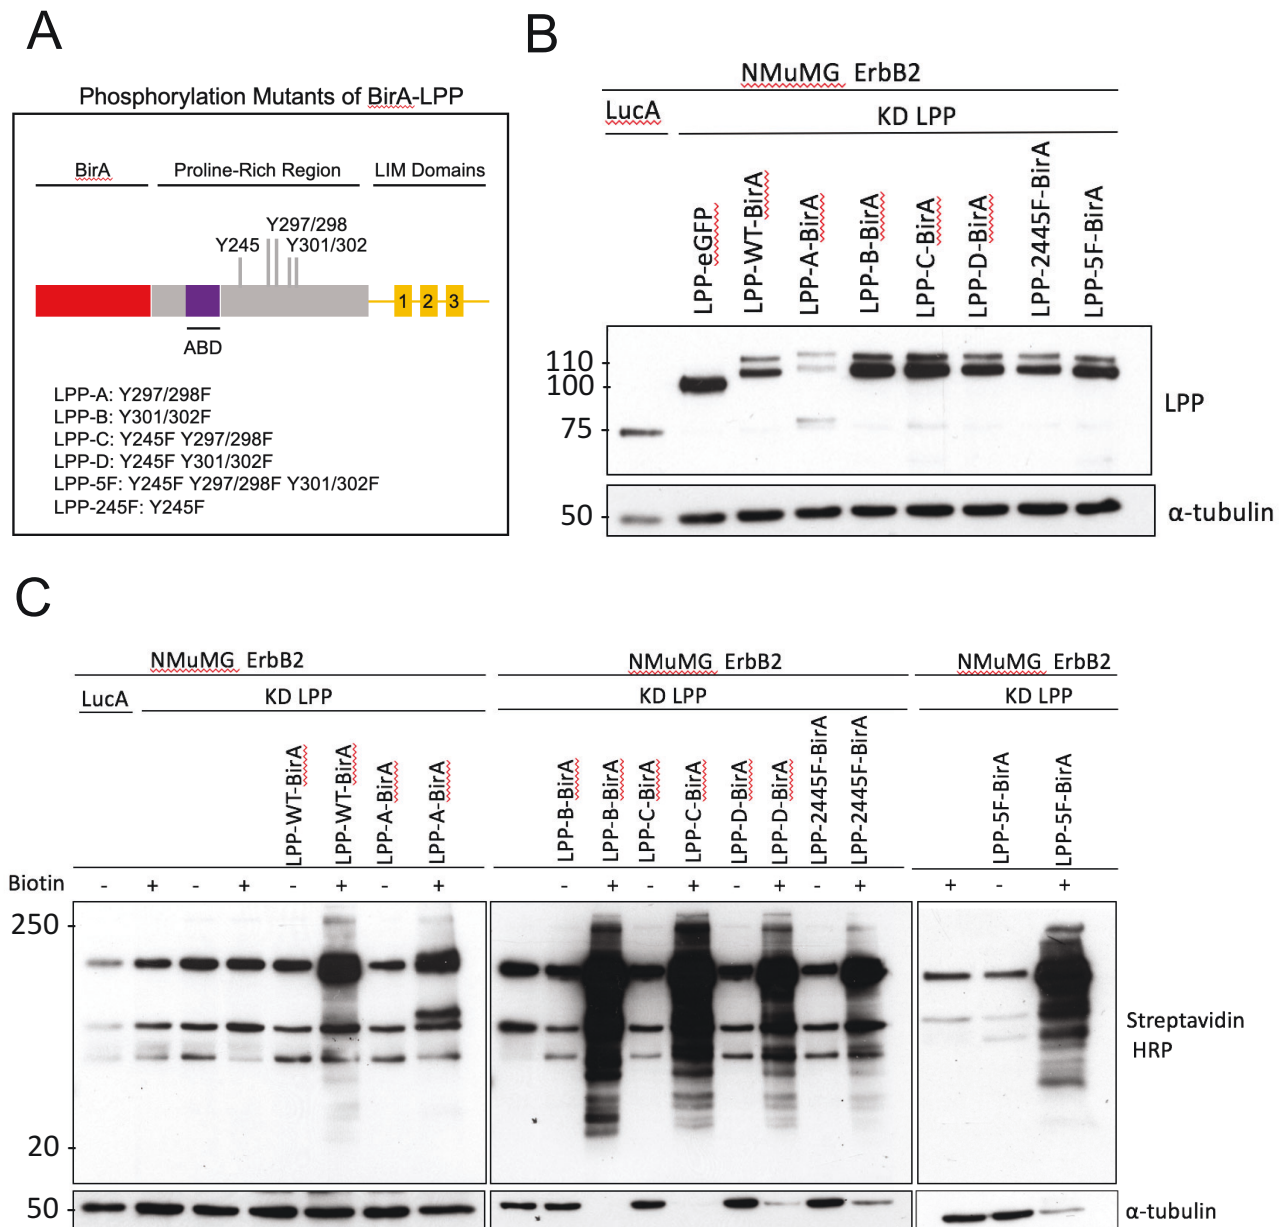 A
Phosphorylation Mutants of BirA-LPP
BirA Proline-Rich Region LIM Domains
Y297/298
Y245 Y301/302
1 2 3
ABD
LPP-A: Y297/298F
LPP-B: Y301/302F
LPP-C: Y245F Y297/298F
LPP-D: Y245F Y301/302F
LPP-5F: Y245F Y297/298F Y301/302F
LPP-245F: Y245F
B
NMuMG ErbB2
LucA KD LPP
LPP-eGFP
LPP-WT-BirA
LPP-A-BirA
LPP-B-BirA
LPP-C-BirA
LPP-D-BirA
LPP-2445F-BirA
LPP-5F-BirA
110
100
75
LPP
50
α-tubulin
C
NMuMG ErbB2 NMuMG ErbB2 NMuMG ErbB2
LucA KD LPP KD LPP KD LPP
LPP-WT-BirA
LPP-WT-BirA
LPP-A-BirA
LPP-A-BirA
LPP-B-BirA
LPP-B-BirA
LPP-C-BirA
LPP-C-BirA
LPP-D-BirA
LPP-D-BirA
LPP-2445F-BirA
LPP-2445F-BirA
LPP-5F-BirA
LPP-5F-BirA
Biotin - + - + - + - + - + - + - + - + + - +
250
20
Streptavidin
HRP
50
α-tubulin